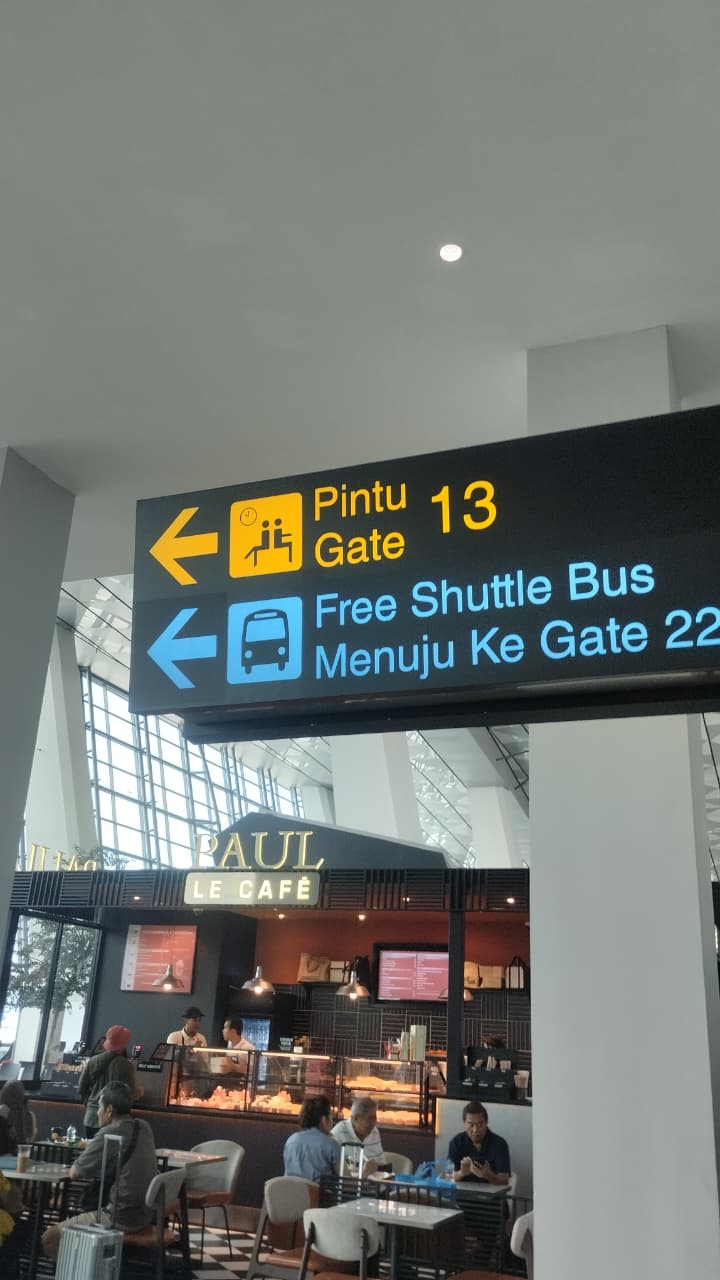 Pintu 13
Gate
Free Shuttle Bus
Menuju Ke Gate 22
PAUL
LE CAFÉ